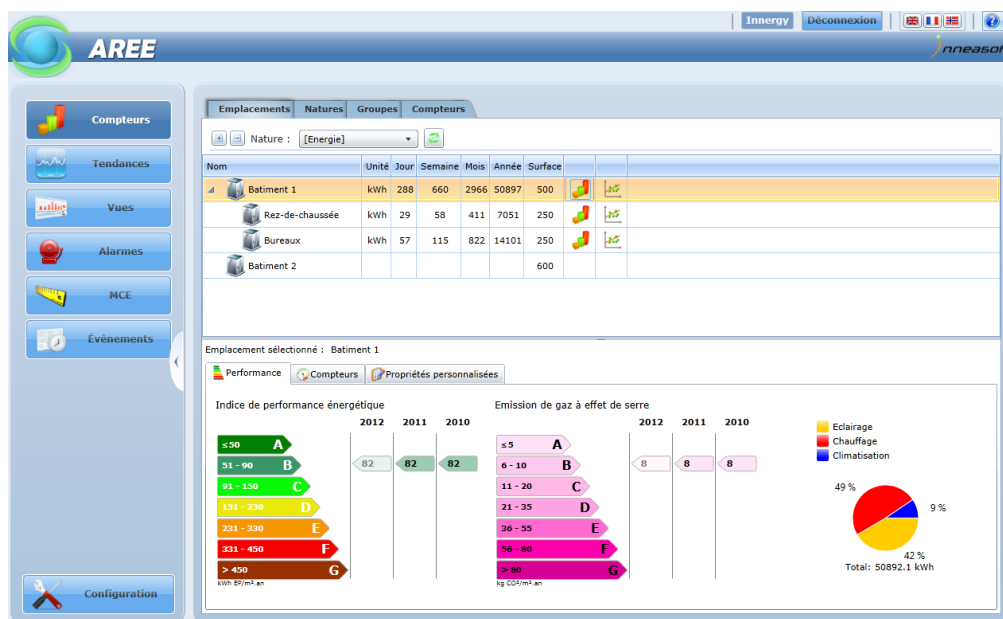 Innergy Déconnexion
AREE
inneasoft
Compteurs
Tendances
Vues
Alarmes
MCE
Évènements
Configuration
Emplacements Natures Groupes Compteurs
Nature : [Energie]
Nom Unité Jour Semaine Mois Année Surface
Batiment 1 kWh 288 660 2966 50897 500
Rez-de-chaussée kWh 29 58 411 7051 250
Bureaux kWh 57 115 822 14101 250
Batiment 2 600
Emplacement sélectionné : Batiment 1
Performance Compteurs Propriétés personnalisées
Indice de performance énergétique
2012 2011 2010
≤50 A
51 - 90 B 82 82 82
91 - 150 C
151 - 230 D
231 - 330 E
331 - 450 F
> 450 G
kWh EP/m².an
Emission de gaz à effet de serre
2012 2011 2010
≤5 A
6 - 10 B 8 8 8
11 - 20 C
21 - 35 D
36 - 55 E
56 - 80 F
> 80 G
kg CO²/m².an
Eclairage
Chauffage
Climatisation
49 %
9 %
42 %
Total: 50892.1 kWh